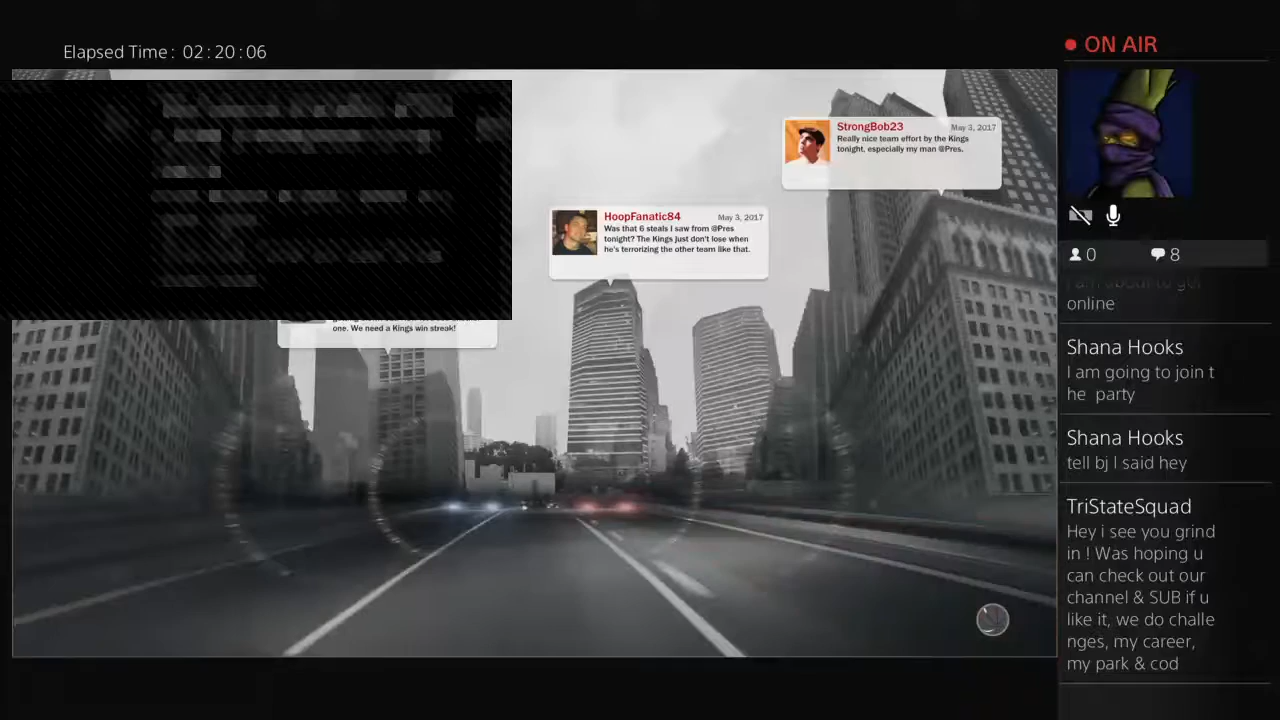 Elapsed Time: 02:20:06
ON AIR
StrongBob23 May 3, 2017
Really nice team effort by the Kings
tonight, especially my man @Pres.
HoopFanatic84 May 3, 2017
Was that 6 steals I saw from @Pres
tonight? The Kings just don't lose when
he's terrorizing the other team like that.
one. We need a Kings win streak!
0 8
I am about to get
online
Shana Hooks
I am going to join t
he party
Shana Hooks
tell bj I said hey
TriStateSquad
Hey i see you grind
in ! Was hoping u
can check out our
channel & SUB if u
like it, we do challe
nges, my career,
my park & cod